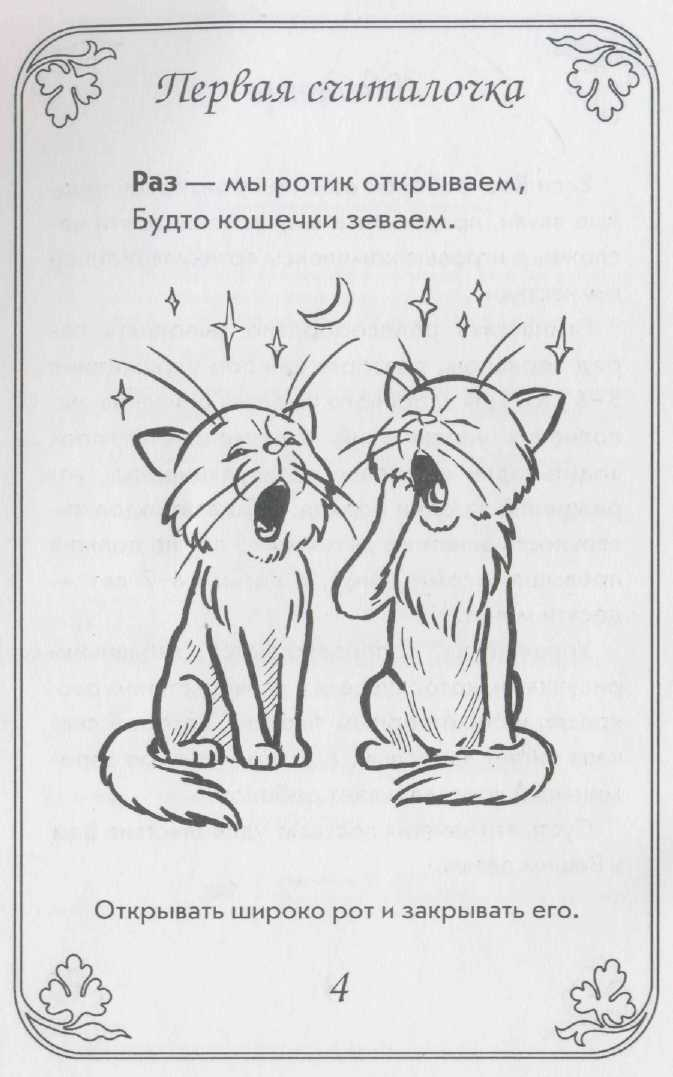 Первая считалочка
Раз — мы ротик открываем,
Будто кошечки зеваем.
Открывать широко рот и закрывать его.
4